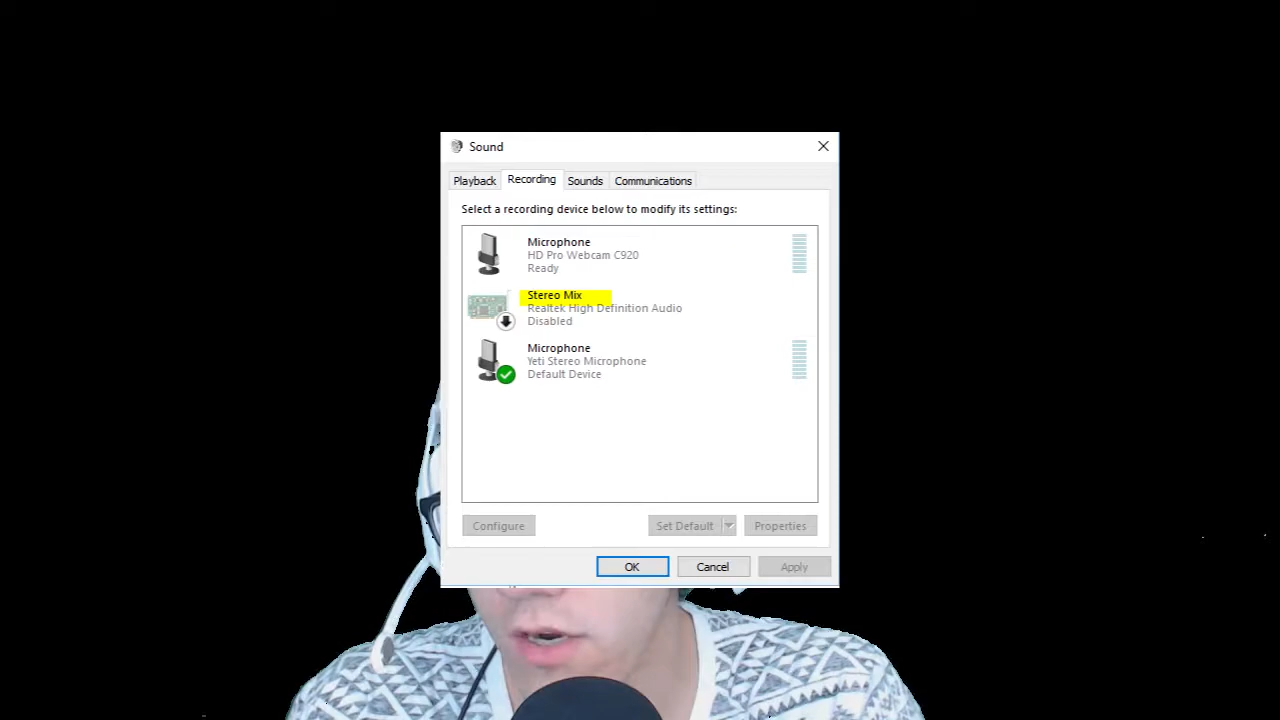 Sound
Playback Recording Sounds Communications
Select a recording device below to modify its settings:
Microphone
HD Pro Webcam C920
Ready
Stereo Mix
Realtek High Definition Audio
Disabled
Microphone
Yeti Stereo Microphone
Default Device
Configure Set Default Properties
OK Cancel Apply